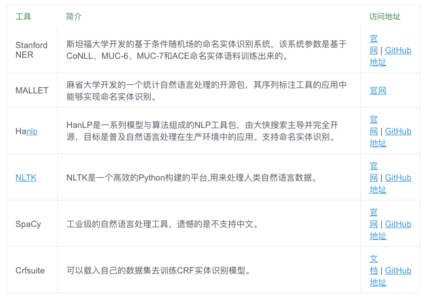 工具 简介 访问地址
Stanford NER 斯坦福大学开发的基于条件随机场的命名实体识别系统，该系统参数是基于CoNLL、MUC-6、MUC-7和ACE命名实体语料训练出来的。 官网 | GitHub 地址
MALLET 麻省大学开发的一个统计自然语言处理的开源包，其序列标注工具的应用中能够实现命名实体识别。 官网
Hanlp HanLP是一系列模型与算法组成的NLP工具包，由大快搜索主导并完全开源，目标是普及自然语言处理在生产环境中的应用。支持命名实体识别。 官网 | GitHub 地址
NLTK NLTK是一个高效的Python构建的平台,用来处理人类自然语言数据。 官网 | GitHub 地址
SpaCy 工业级的自然语言处理工具，遗憾的是不支持中文。 官网 | GitHub 地址
Crfsuite 可以载入自己的数据集去训练CRF实体识别模型。 文档 | GitHub 地址